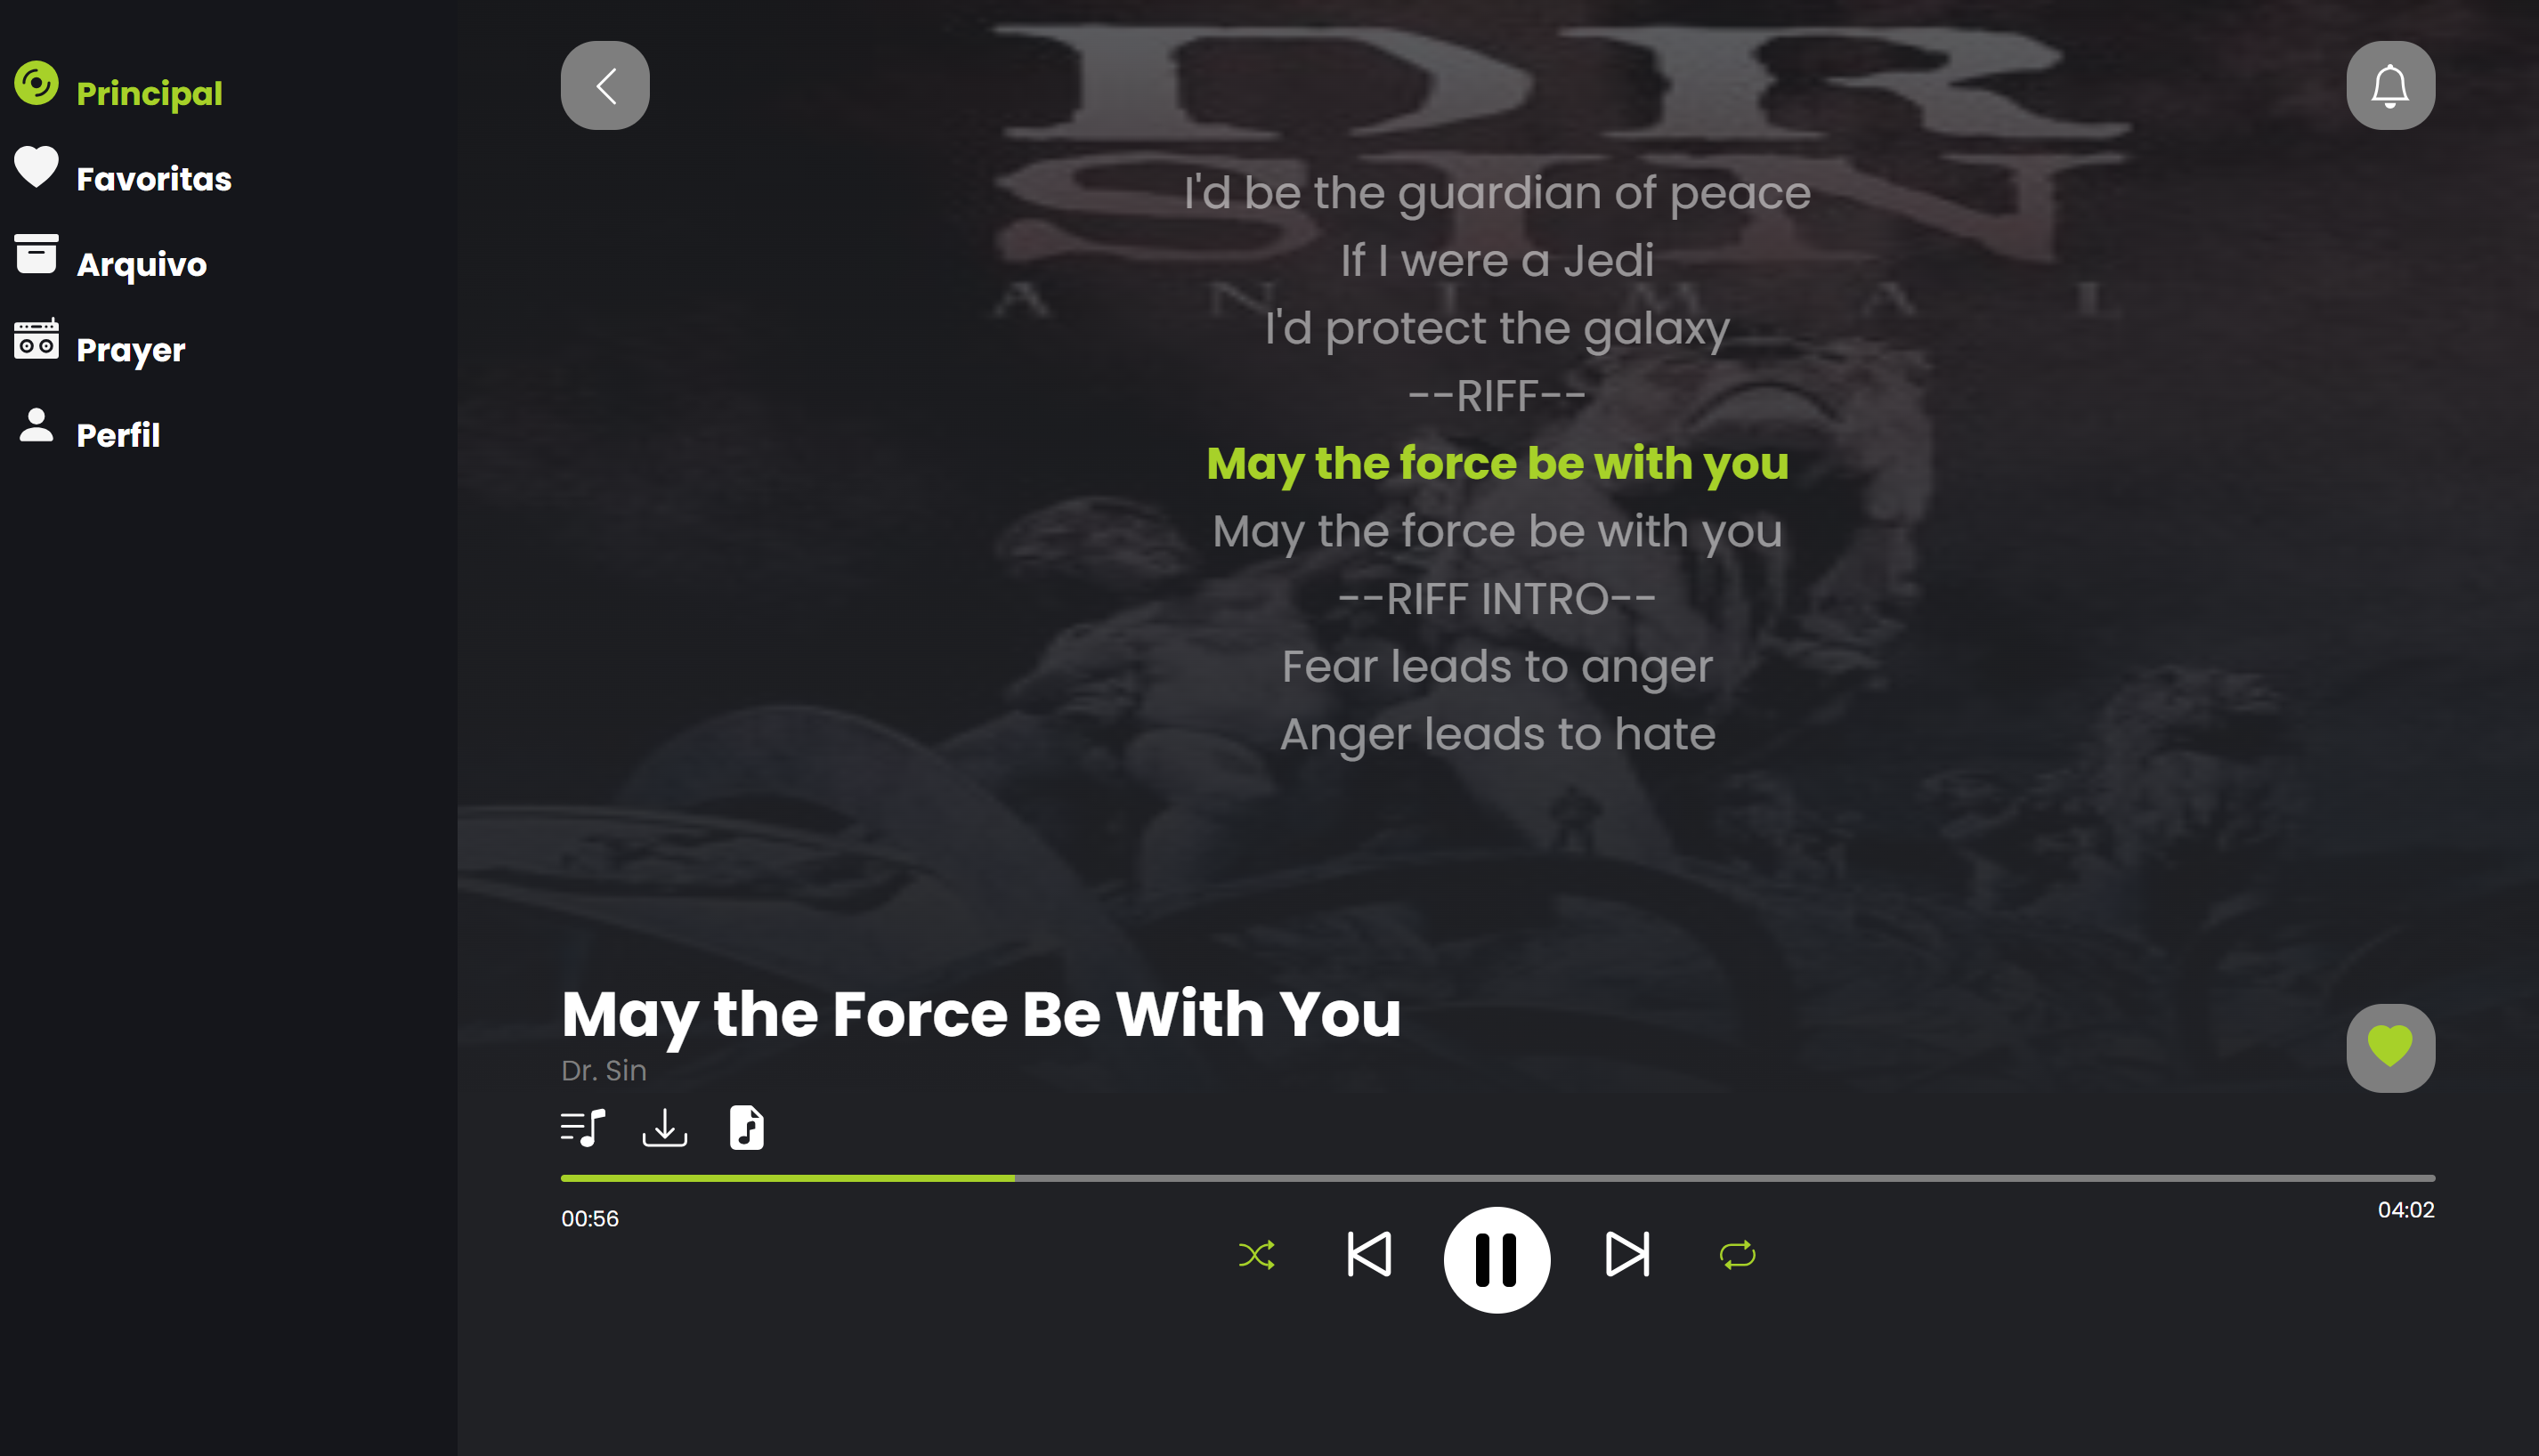 Principal
Favoritas
Arquivo
Prayer
Perfil
DR
SIN
ANIMAL
I'd be the guardian of peace
If I were a Jedi
I'd protect the galaxy
--RIFF--
May the force be with you
May the force be with you
--RIFF INTRO--
Fear leads to anger
Anger leads to hate
May the Force Be With You
Dr. Sin
00:56
04:02